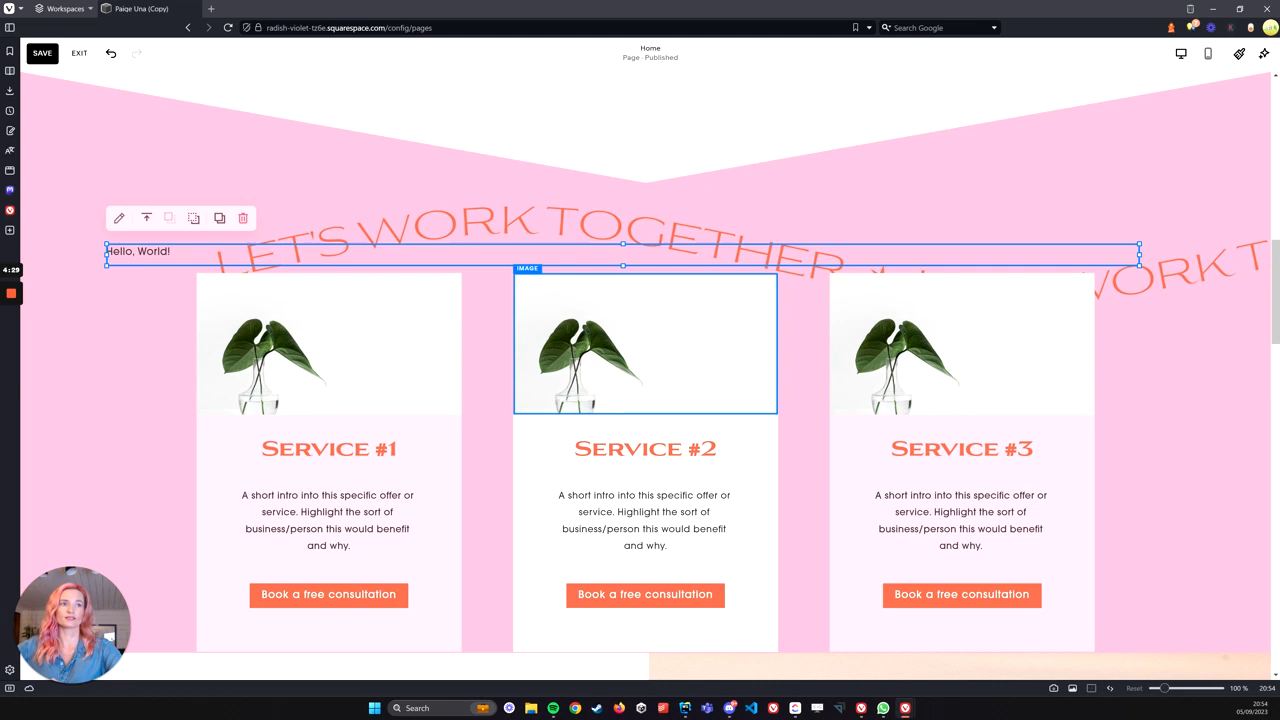 Workspaces
Paige Una (Copy)
radish-violet-tz6e.squarespace.com/config/pages
Search Google
SAVE
EXIT
Home
Page · Published
LET'S WORK TOGETHER
WORK T
Hello, World!
4:29
IMAGE
SERVICE #1
SERVICE #2
SERVICE #3
A short intro into this specific offer or
service. Highlight the sort of
business/person this would benefit
and why.
A short intro into this specific offer or
service. Highlight the sort of
business/person this would benefit
and why.
A short intro into this specific offer or
service. Highlight the sort of
business/person this would benefit
and why.
Book a free consultation
Book a free consultation
Book a free consultation
Reset
100 %
20:54
Search
20:54
05/09/2023